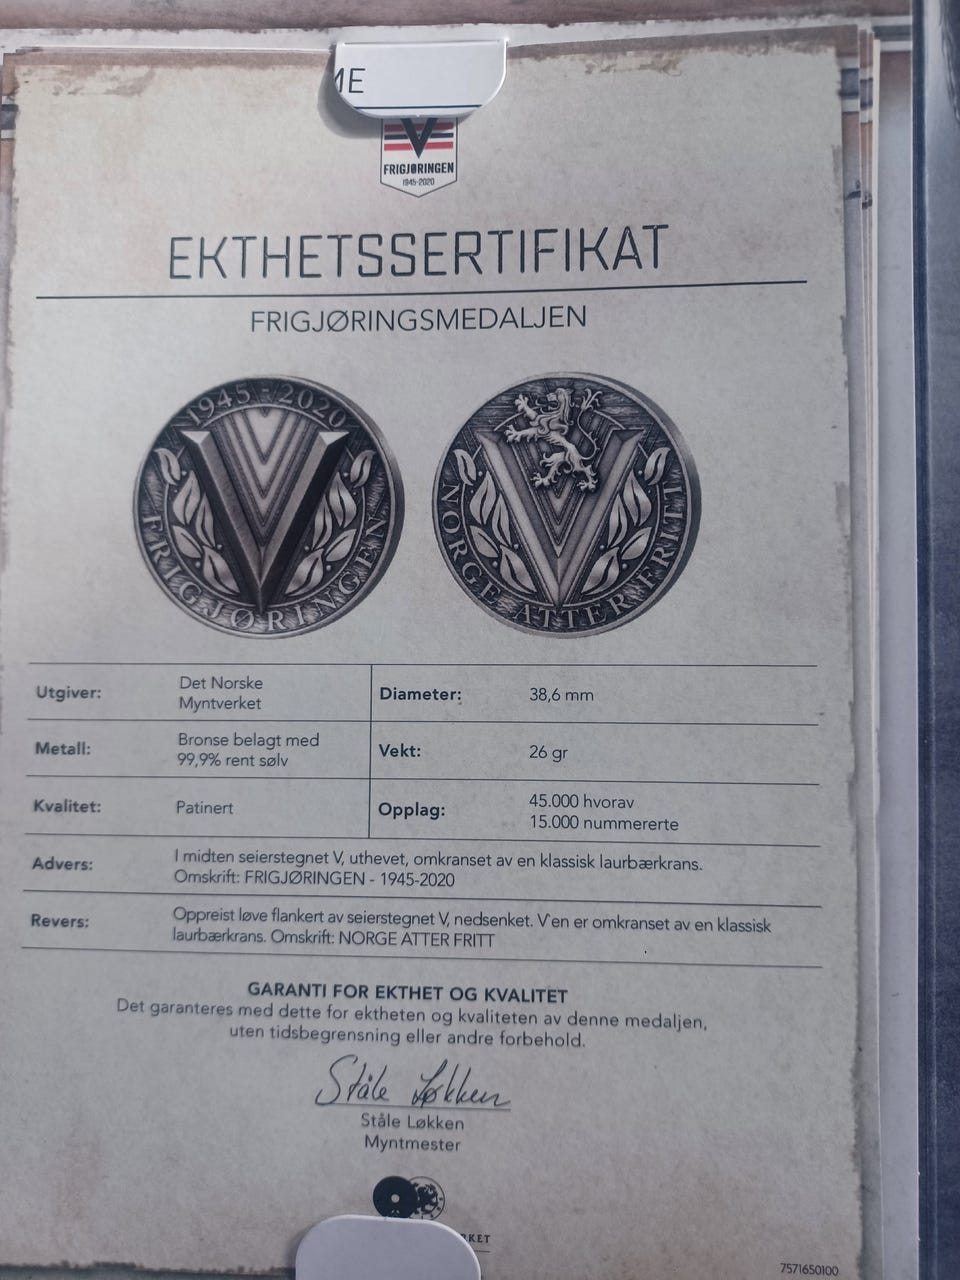 ME
FRIGJØRINGEN
1945-2020
EKTHETSSERTIFIKAT
FRIGJØRINGSMEDALJEN
1945 - 2020
FRIGJØRINGEN
NORGE ATTER FRITT
Utgiver: Det Norske
Myntverket
Diameter: 38,6 mm
Metall: Bronse belagt med
99,9% rent sølv
Vekt: 26 gr
Kvalitet: Patinert
Opplag: 45.000 hvorav
15.000 nummererte
Advers: I midten seierstegnet V, uthevet, omkranset av en klassisk laurbærkrans.
Omskrift: FRIGJØRINGEN - 1945-2020
Revers: Oppreist løve flankert av seierstegnet V, nedsenket. V'en er omkranset av en klassisk
laurbærkrans. Omskrift: NORGE ATTER FRITT
GARANTI FOR EKTHET OG KVALITET
Det garanteres med dette for ektheten og kvaliteten av denne medaljen,
uten tidsbegrensning eller andre forbehold.
Ståle Løkken
Ståle Løkken
Myntmester
RKET
7571650100